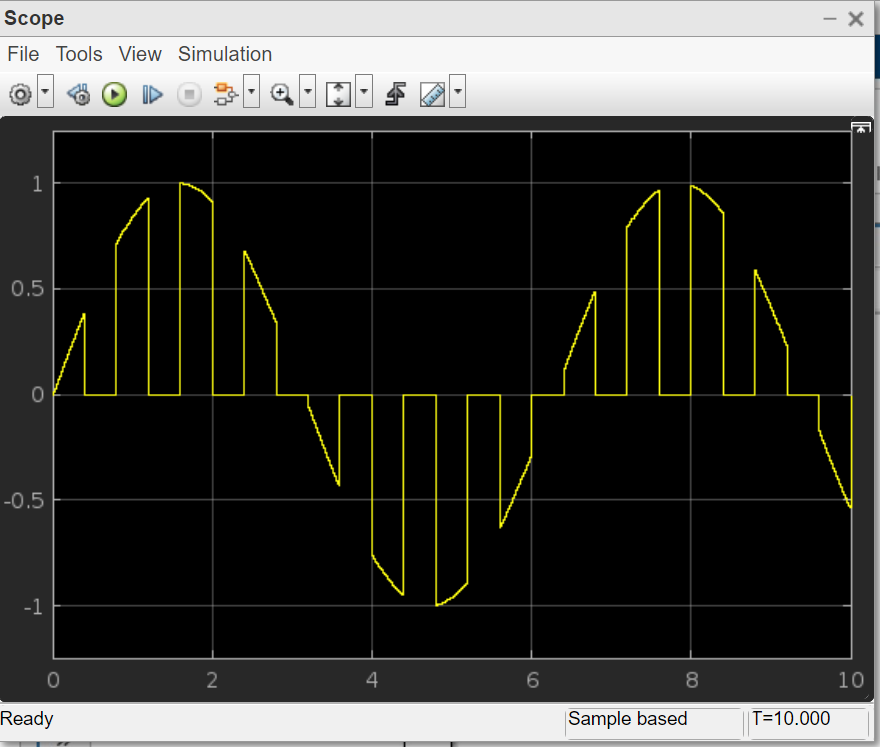 Scope
File Tools View Simulation
1
0.5
0
-0.5
-1
0 2 4 6 8 10
Ready Sample based T=10.000